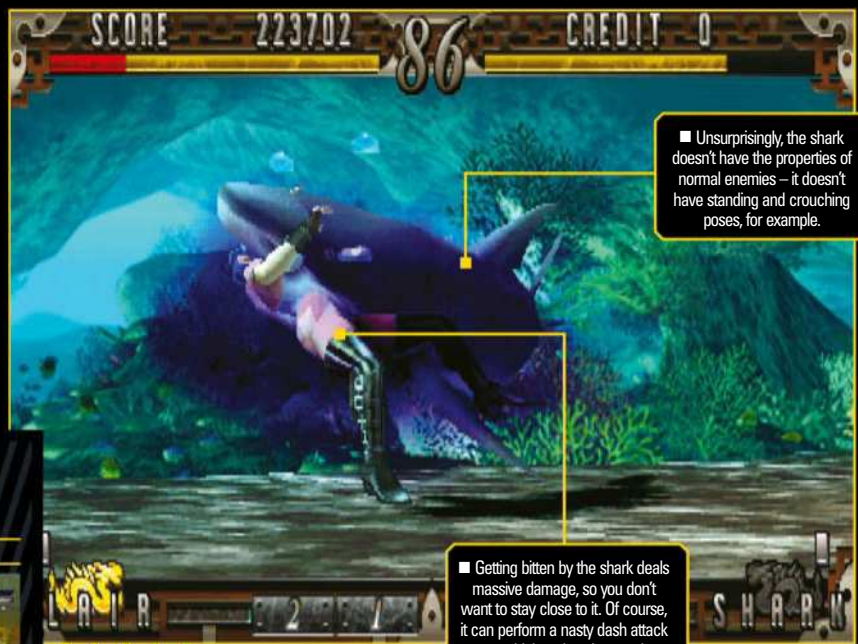 SCORE 223702 86 CREDIT 0
■ Unsurprisingly, the shark
doesn't have the properties of
normal enemies – it doesn't
have standing and crouching
poses, for example.
■ Getting bitten by the shark deals
massive damage, so you don't
want to stay close to it. Of course,
it can perform a nasty dash attack
LAIR 2 1 SHARK